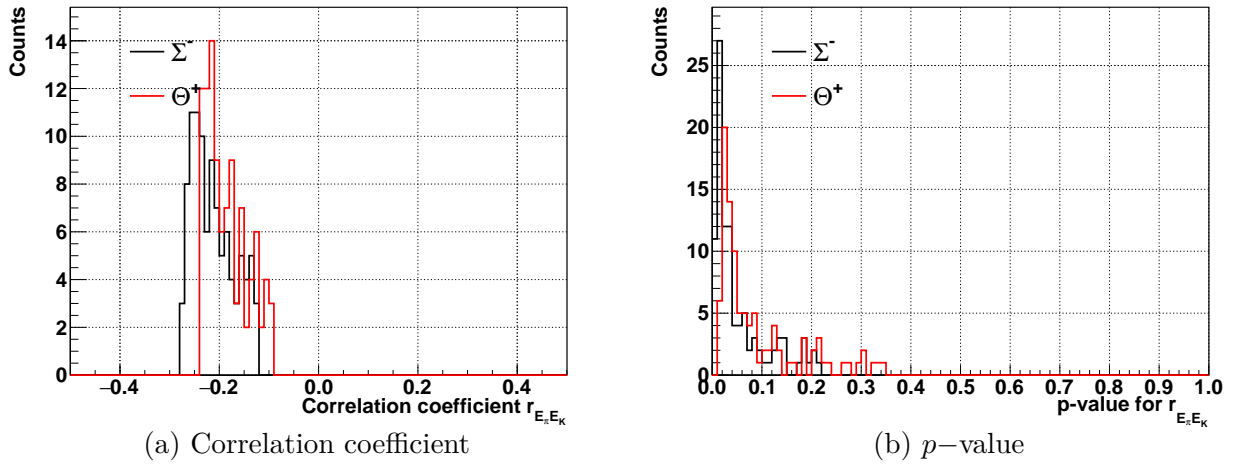 Counts
14
12
10
8
6
4
2
0
Σ⁻
Θ⁺
−0.4 −0.2 0.0 0.2 0.4
Correlation coefficient r_{E_π E_K}
(a) Correlation coefficient
Counts
25
20
15
10
5
0
Σ⁻
Θ⁺
0.0 0.1 0.2 0.3 0.4 0.5 0.6 0.7 0.8 0.9 1.0
p-value for r_{E_π E_K}
(b) p−value